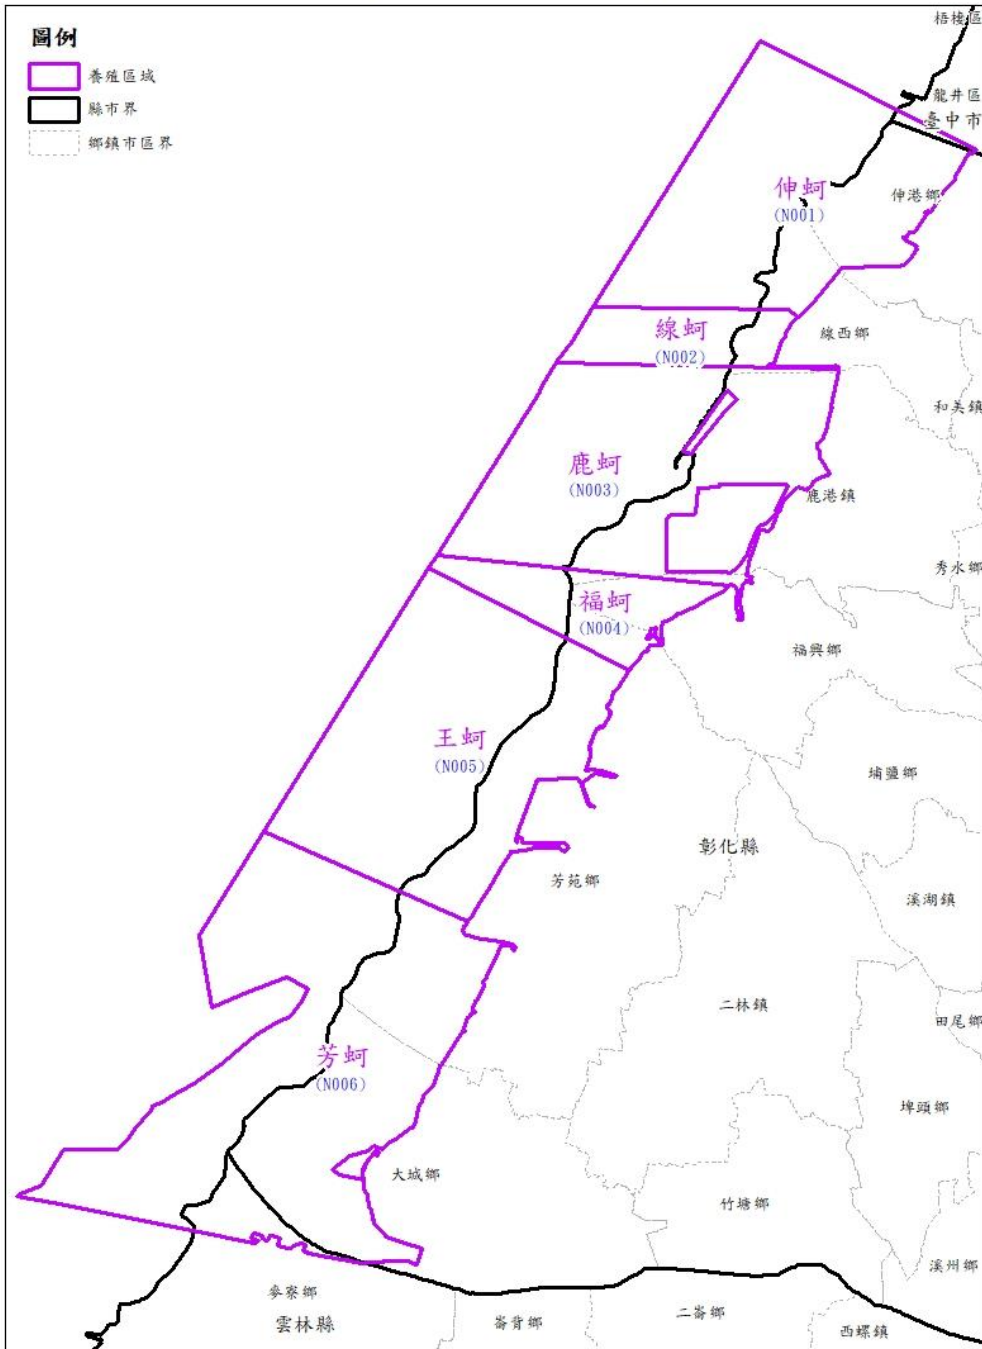 圖例
養殖區域
縣市界
鄉鎮市區界
梧棲區
龍井區
臺中市
伸蚵
(N001)
伸港鄉
線蚵
(N002)
線西鄉
和美鎮
鹿蚵
(N003)
鹿港鎮
秀水鄉
福蚵
(N004)
福興鄉
王蚵
(N005)
埔鹽鄉
彰化縣
芳苑鄉
溪湖鎮
二林鎮
田尾鄉
芳蚵
(N006)
埤頭鄉
大城鄉
竹塘鄉
溪州鄉
麥寮鄉
雲林縣
崙背鄉
二崙鄉
西螺鎮